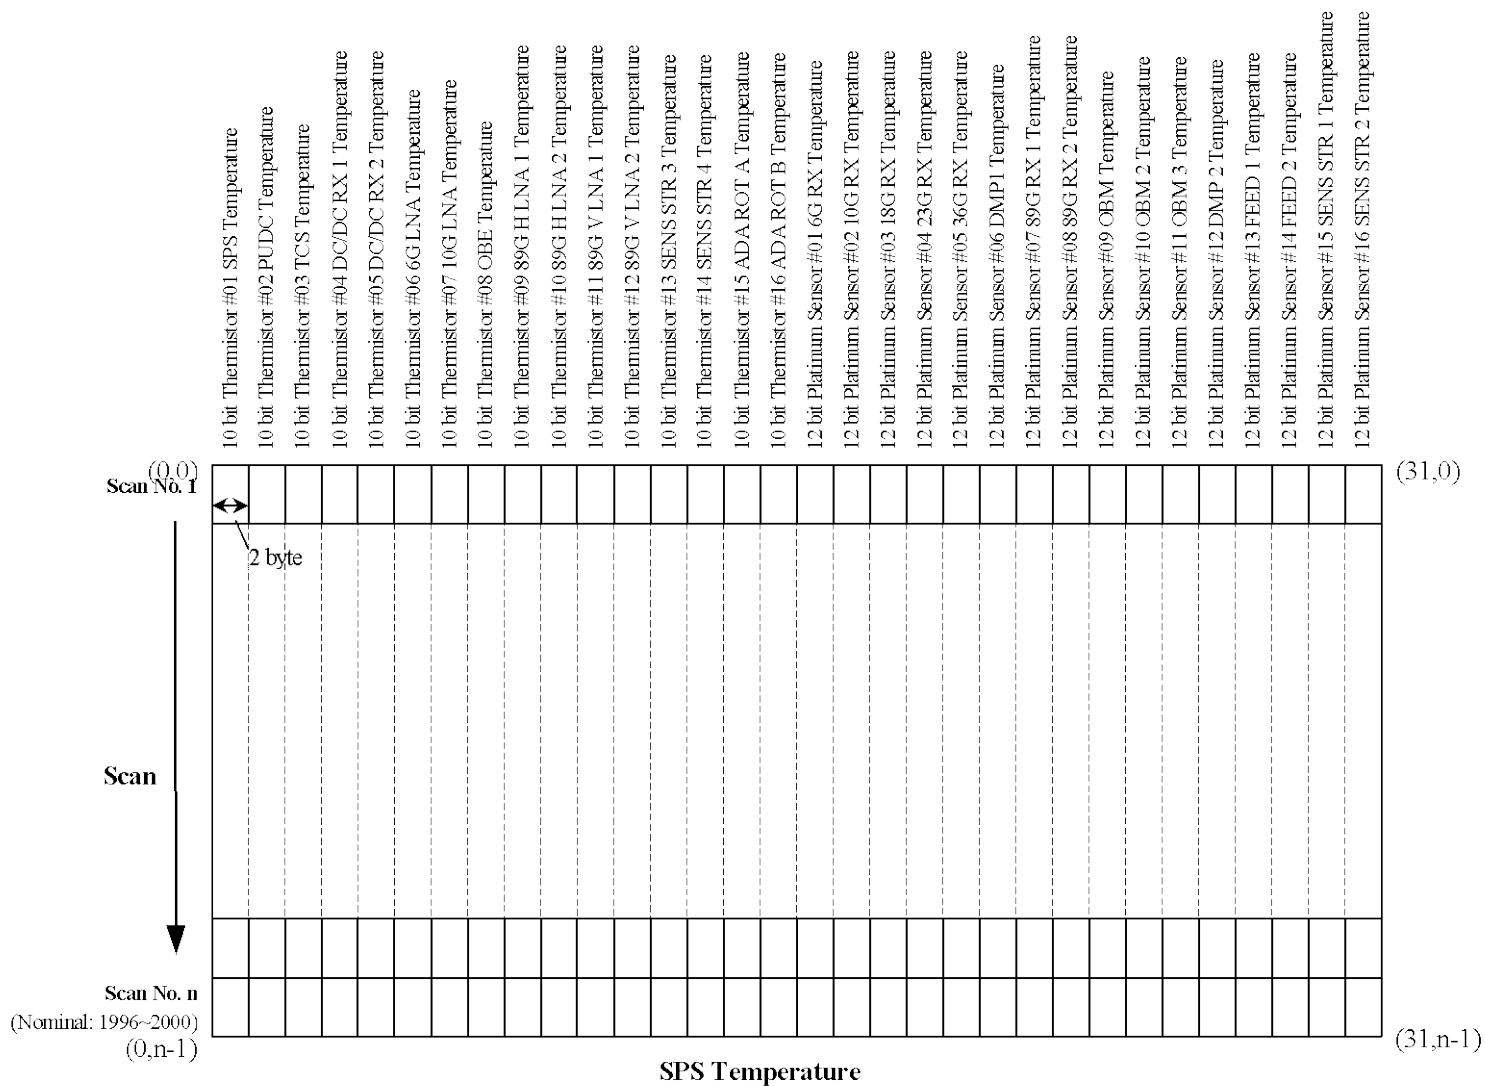 10 bit Thermistor #01 SPS Temperature
10 bit Thermistor #02 PUDC Temperature
10 bit Thermistor #03 TCS Temperature
10 bit Thermistor #04 DC/DC RX 1 Temperature
10 bit Thermistor #05 DC/DC RX 2 Temperature
10 bit Thermistor #06 6G LNA Temperature
10 bit Thermistor #07 10G LNA Temperature
10 bit Thermistor #08 OBE Temperature
10 bit Thermistor #09 89G H LNA 1 Temperature
10 bit Thermistor #10 89G H LNA 2 Temperature
10 bit Thermistor #11 89G V LNA 1 Temperature
10 bit Thermistor #12 89G V LNA 2 Temperature
10 bit Thermistor #13 SENS STR 3 Temperature
10 bit Thermistor #14 SENS STR 4 Temperature
10 bit Thermistor #15 ADA ROT A Temperature
10 bit Thermistor #16 ADA ROT B Temperature
12 bit Platinum Sensor #01 6G RX Temperature
12 bit Platinum Sensor #02 10G RX Temperature
12 bit Platinum Sensor #03 18G RX Temperature
12 bit Platinum Sensor #04 23G RX Temperature
12 bit Platinum Sensor #05 36G RX Temperature
12 bit Platinum Sensor #06 DMP1 Temperature
12 bit Platinum Sensor #07 89G RX 1 Temperature
12 bit Platinum Sensor #08 89G RX 2 Temperature
12 bit Platinum Sensor #09 OBM Temperature
12 bit Platinum Sensor #10 OBM 2 Temperature
12 bit Platinum Sensor #11 OBM 3 Temperature
12 bit Platinum Sensor #12 DMP 2 Temperature
12 bit Platinum Sensor #13 FEED 1 Temperature
12 bit Platinum Sensor #14 FEED 2 Temperature
12 bit Platinum Sensor #15 SENS STR 1 Temperature
12 bit Platinum Sensor #16 SENS STR 2 Temperature
(0,0)
(31,0)
Scan No. 1
2 byte
Scan
Scan No. n
(Nominal: 1996~2000)
(0,n-1)
(31,n-1)
SPS Temperature